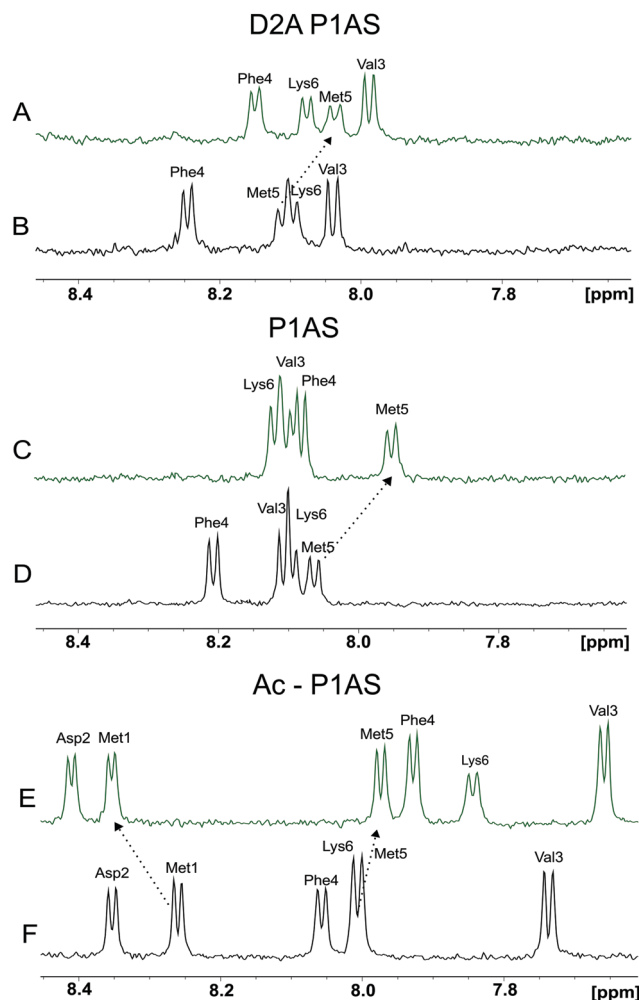 D2A P1AS
A
Phe4 Lys6 Met5 Val3
B
Phe4 Met5 Lys6 Val3
8.4 8.2 8.0 7.8 [ppm]
P1AS
C
Lys6 Val3 Phe4 Met5
D
Phe4 Val3 Lys6 Met5
8.4 8.2 8.0 7.8 [ppm]
Ac - P1AS
E
Asp2 Met1 Met5 Phe4 Lys6 Val3
F
Asp2 Met1 Phe4 Lys6 Met5 Val3
8.4 8.2 8.0 7.8 [ppm]